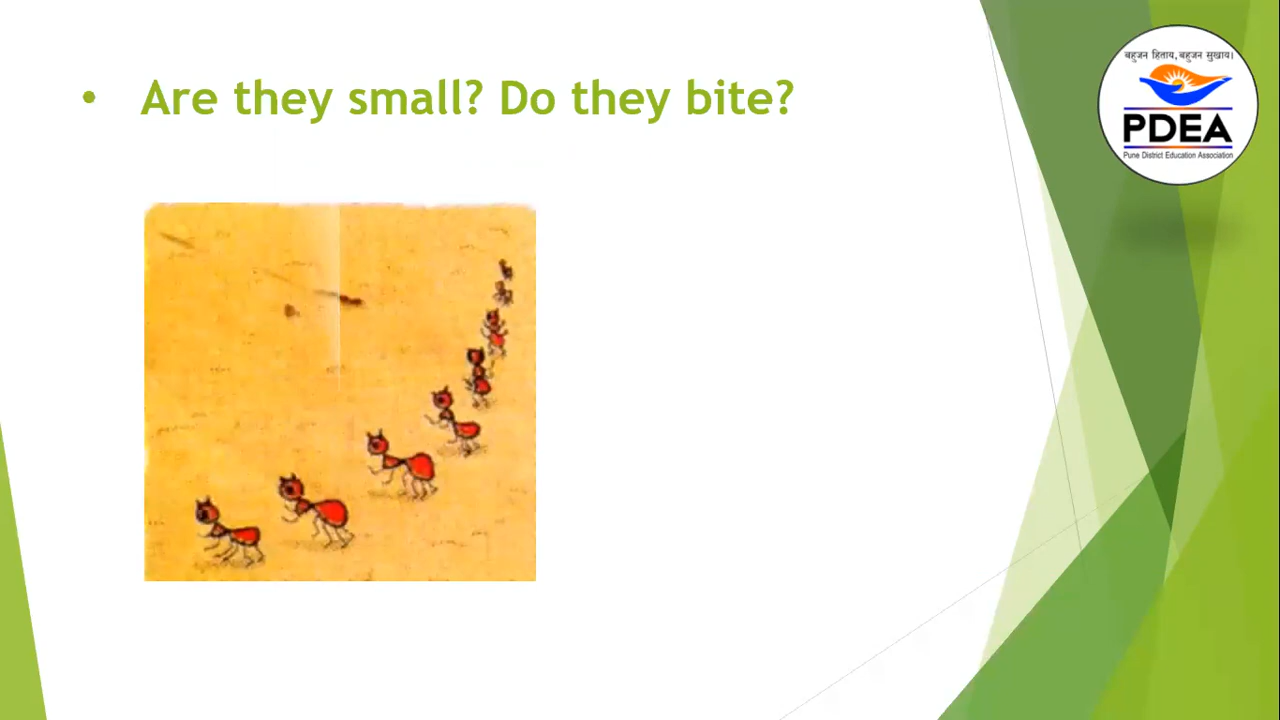 • Are they small? Do they bite?
बहुजन हिताय, बहुजन सुखाय।
PDEA
Pune District Education Association